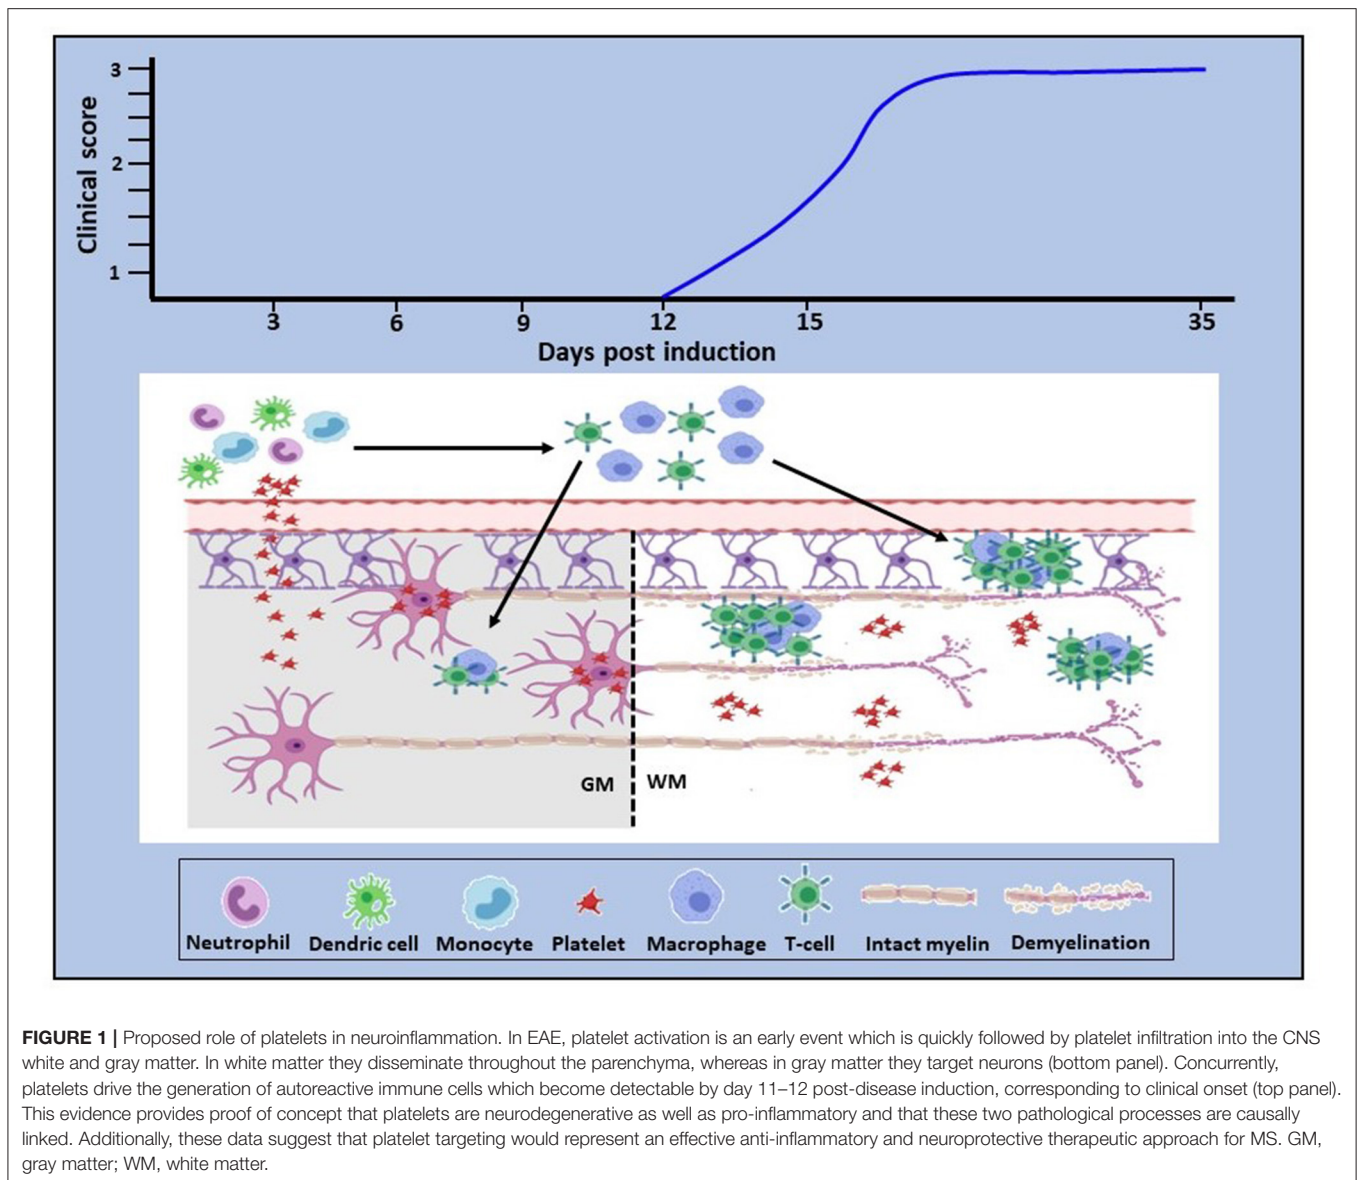 3
2
1
Clinical score
3 6 9 12 15 35
Days post induction
GM WM
Neutrophil Dendric cell Monocyte Platelet Macrophage T-cell Intact myelin Demyelination
FIGURE 1 | Proposed role of platelets in neuroinflammation. In EAE, platelet activation is an early event which is quickly followed by platelet infiltration into the CNS
white and gray matter. In white matter they disseminate throughout the parenchyma, whereas in gray matter they target neurons (bottom panel). Concurrently,
platelets drive the generation of autoreactive immune cells which become detectable by day 11–12 post-disease induction, corresponding to clinical onset (top panel).
This evidence provides proof of concept that platelets are neurodegenerative as well as pro-inflammatory and that these two pathological processes are causally
linked. Additionally, these data suggest that platelet targeting would represent an effective anti-inflammatory and neuroprotective therapeutic approach for MS. GM,
gray matter; WM, white matter.